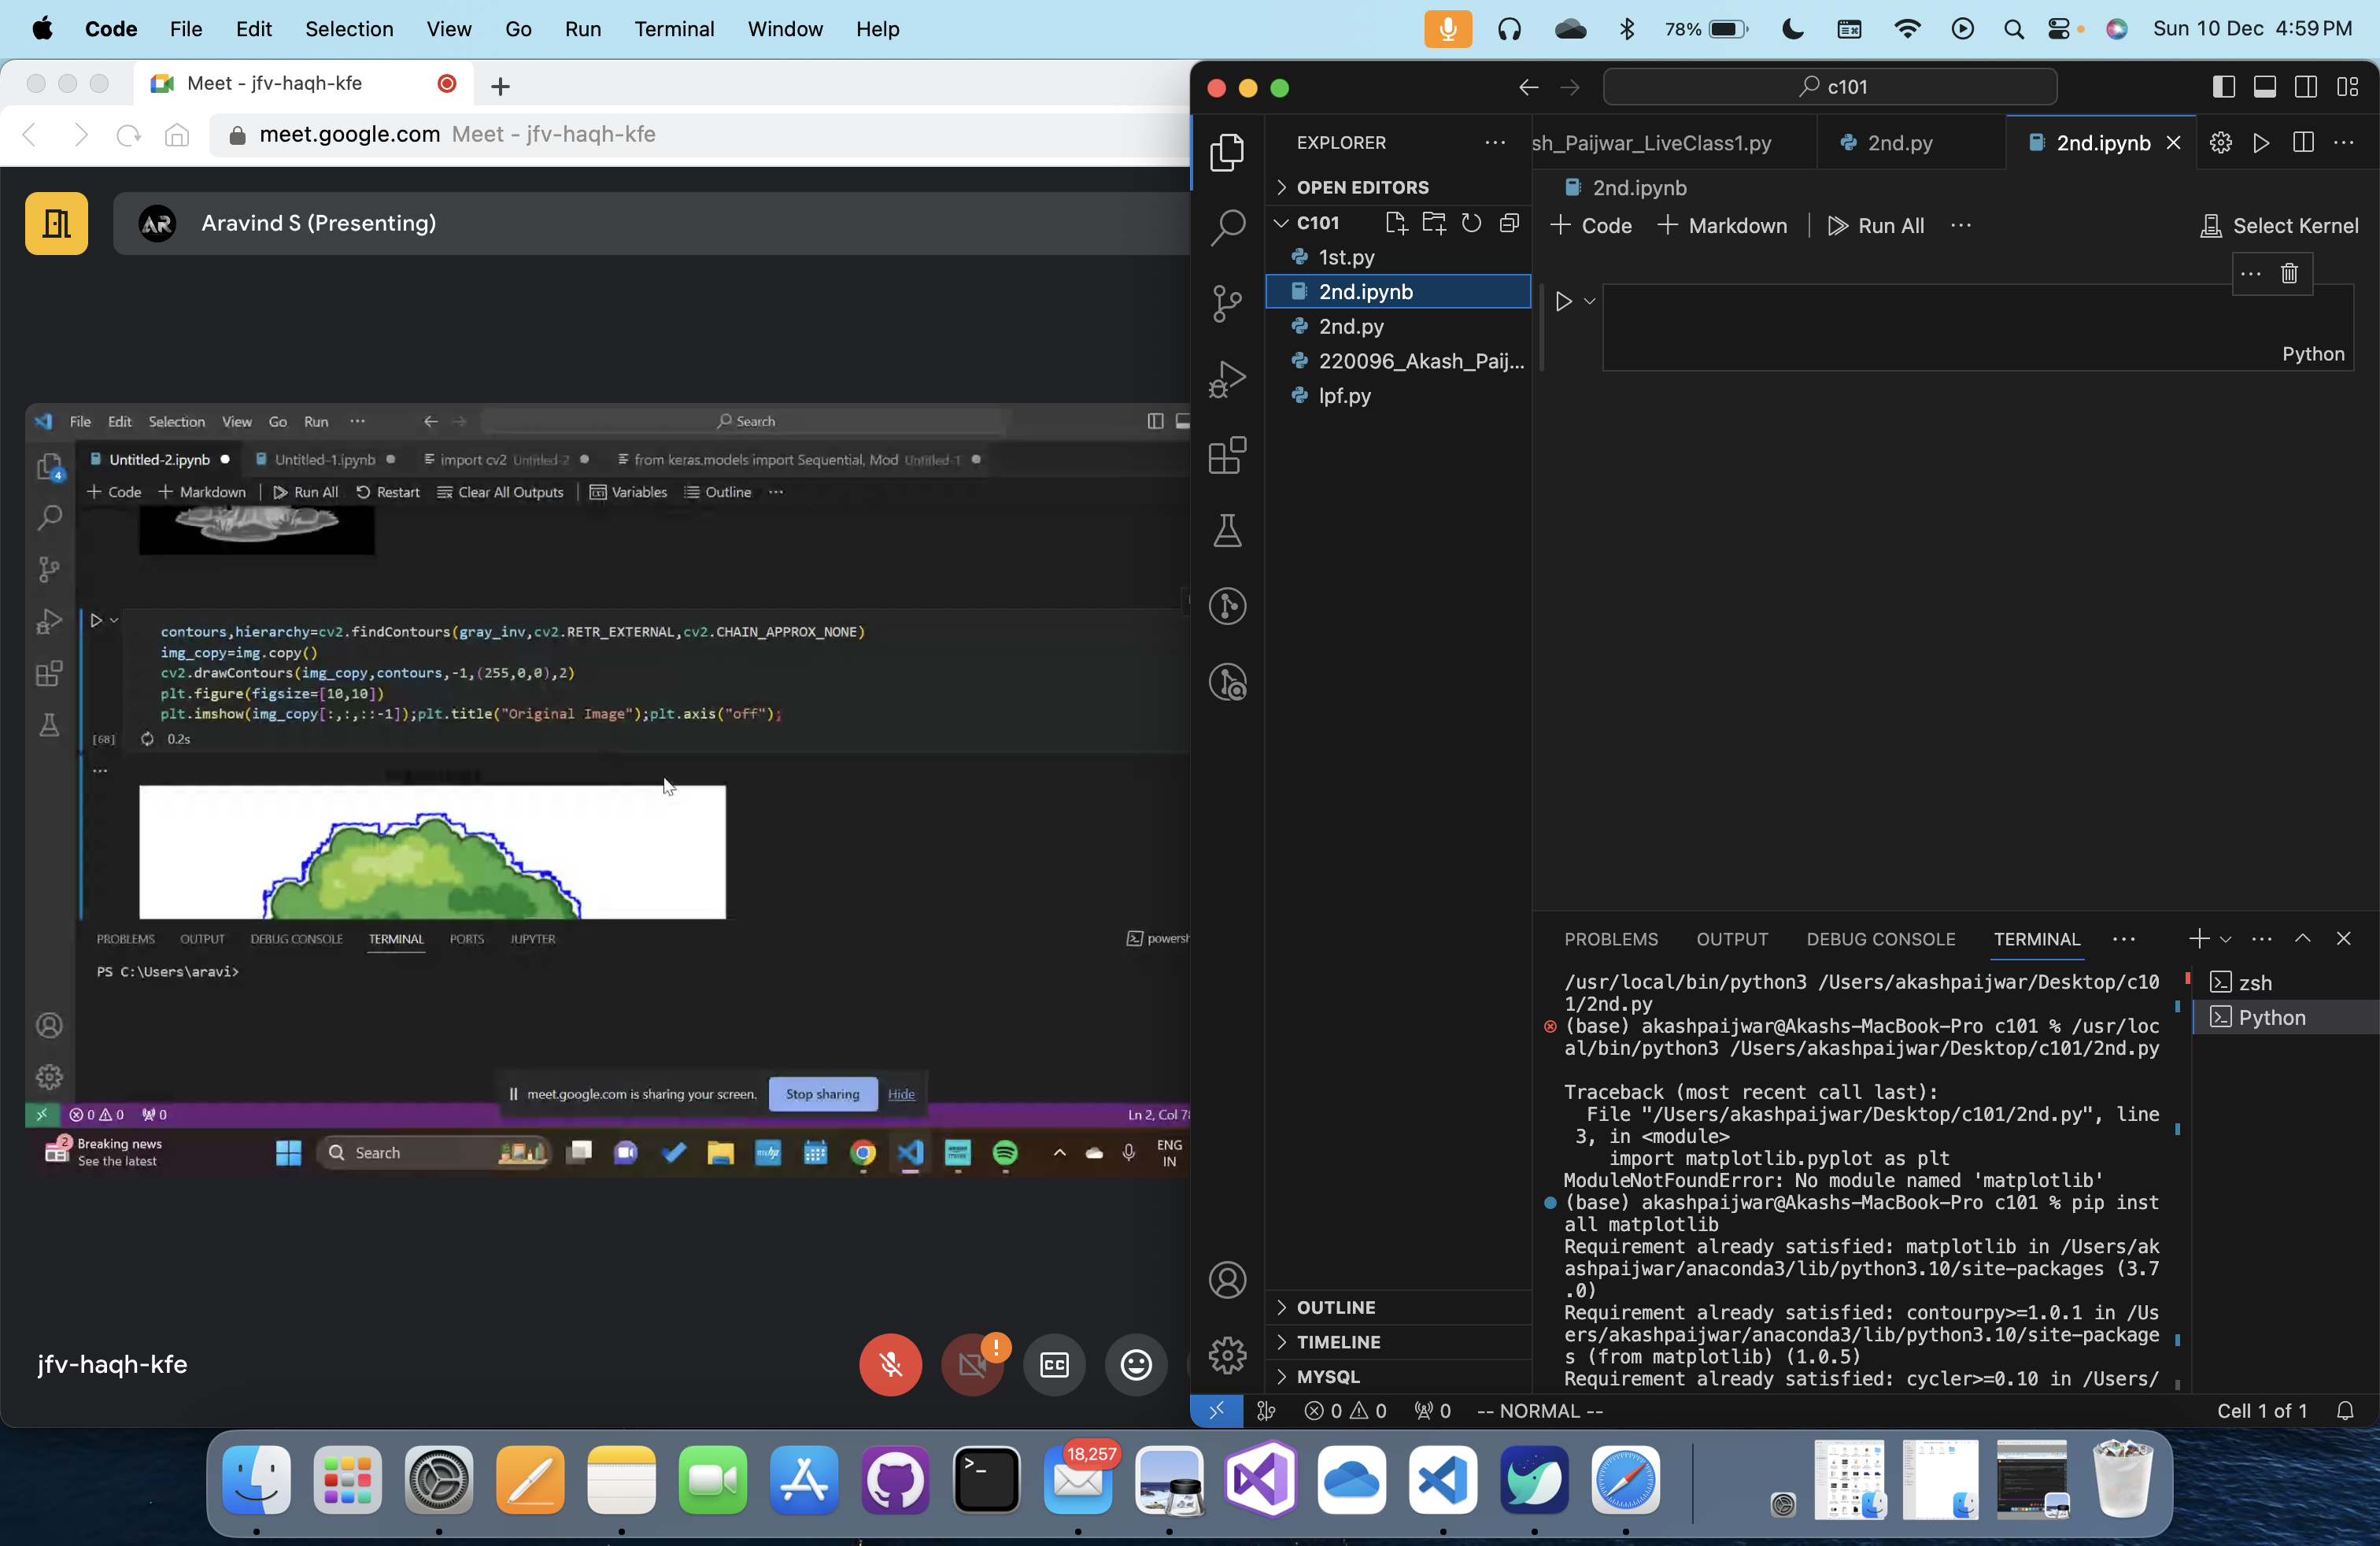 Code File Edit Selection View Go Run Terminal Window Help 78% Sun 10 Dec 4:59 PM
Meet - jfv-haqh-kfe
meet.google.com Meet - jfv-haqh-kfe
AR Aravind S (Presenting)
File Edit Selection View Go Run ... Search
Untitled-2.ipynb Untitled-1.ipynb import cv2 Untitled-2 from keras.models import Sequential, Mod Untitled-1
4
+ Code + Markdown Run All Restart Clear All Outputs Variables Outline ...
contours,hierarchy=cv2.findContours(gray_inv,cv2.RETR_EXTERNAL,cv2.CHAIN_APPROX_NONE)
img_copy=img.copy()
cv2.drawContours(img_copy,contours,-1,(255,0,0),2)
plt.figure(figsize=[10,10])
plt.imshow(img_copy[:,:,::-1]);plt.title("Original Image");plt.axis("off");
[68] 0.2s
...
PROBLEMS OUTPUT DEBUG CONSOLE TERMINAL PORTS JUPYTER
PS C:\Users\aravi>
meet.google.com is sharing your screen. Stop sharing Hide
0 0 0
2
Breaking news
See the latest
Search
ENG
IN
jfv-haqh-kfe
!
CC
c101
EXPLORER ...
OPEN EDITORS
C101
1st.py
2nd.ipynb
2nd.py
220096_Akash_Paij...
lpf.py
OUTLINE
TIMELINE
MYSQL
sh_Paijwar_LiveClass1.py 2nd.py 2nd.ipynb
2nd.ipynb
+ Code + Markdown Run All ... Select Kernel
Python
PROBLEMS OUTPUT DEBUG CONSOLE TERMINAL ...
/usr/local/bin/python3 /Users/akashpaijwar/Desktop/c10
1/2nd.py
(base) akashpaijwar@Akashs-MacBook-Pro c101 % /usr/loc
al/bin/python3 /Users/akashpaijwar/Desktop/c101/2nd.py
Traceback (most recent call last):
File "/Users/akashpaijwar/Desktop/c101/2nd.py", line
3, in <module>
import matplotlib.pyplot as plt
ModuleNotFoundError: No module named 'matplotlib'
(base) akashpaijwar@Akashs-MacBook-Pro c101 % pip inst
all matplotlib
Requirement already satisfied: matplotlib in /Users/ak
ashpaijwar/anaconda3/lib/python3.10/site-packages (3.7
.0)
Requirement already satisfied: contourpy>=1.0.1 in /Us
ers/akashpaijwar/anaconda3/lib/python3.10/site-package
s (from matplotlib) (1.0.5)
Requirement already satisfied: cycler>=0.10 in /Users/
zsh
Python
0 0 0 -- NORMAL -- Cell 1 of 1
18,257